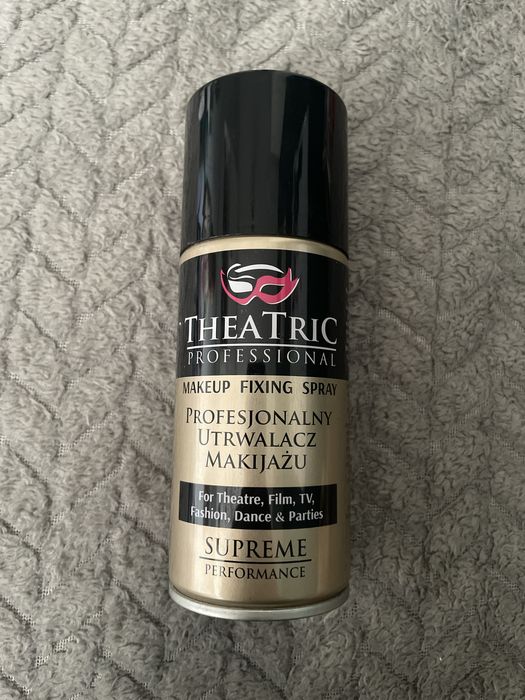 THEATRIC
PROFESSIONAL
MAKEUP FIXING SPRAY
PROFESJONALNY
UTRWALACZ
MAKIJAŻU
For Theatre, Film, TV,
Fashion, Dance & Parties
SUPREME
PERFORMANCE